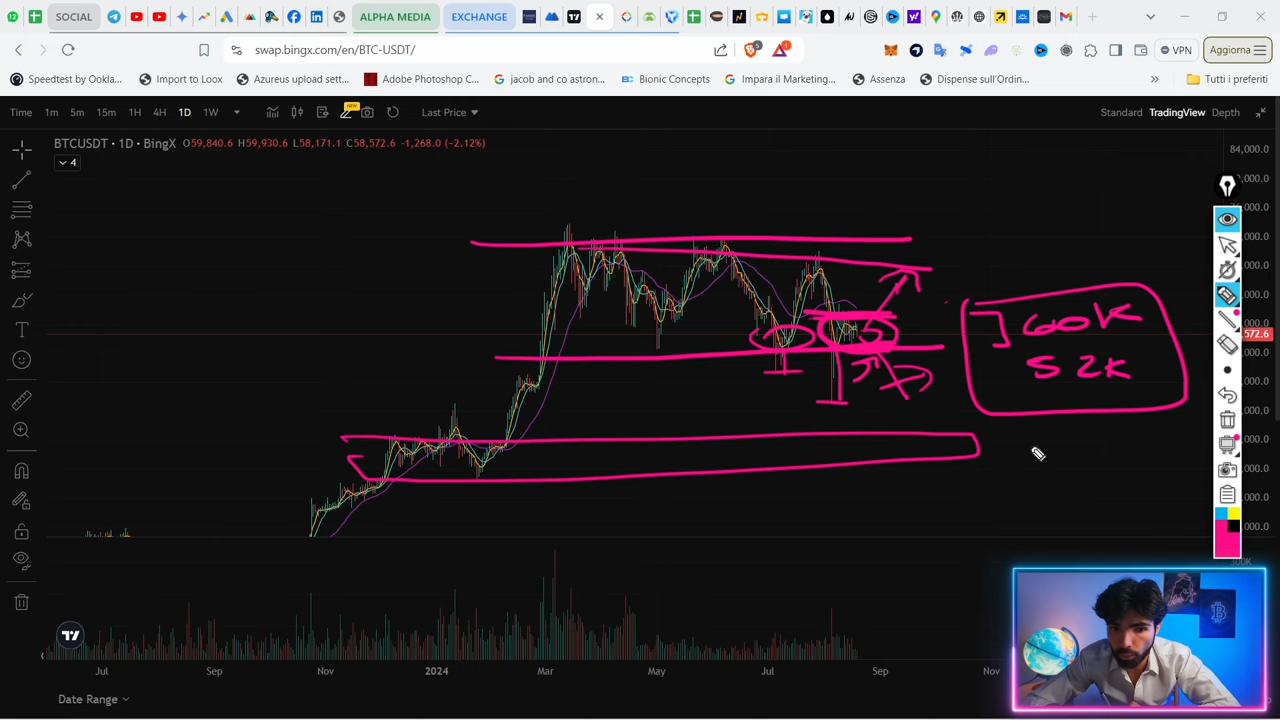 SOCIAL
ALPHA MEDIA
EXCHANGE
swap.bingx.com/en/BTC-USDT/
VPN
Aggiorna
Speedtest by Ookla...
Import to Loox
Azureus upload sett...
Adobe Photoshop C...
jacob and co astron...
Bionic Concepts
Impara il Marketing...
Assenza
Dispense sull'Ordin...
Tutti i preferiti
Time 1m 5m 15m 1H 4H 1D 1W
NEW
Last Price
Standard TradingView Depth
BTCUSDT · 1D · BingX O59,840.6 H59,930.6 L58,171.1 C58,572.6 -1,268.0 (-2.12%)
4
84,000.0
572.6
60K
52K
Jul Sep Nov 2024 Mar May Jul Sep Nov
Date Range